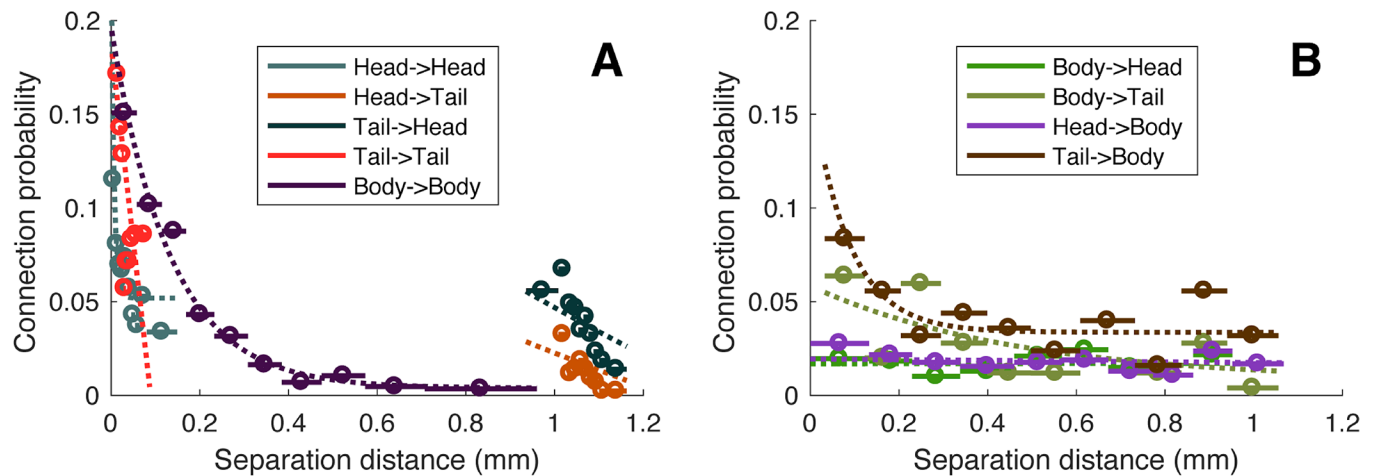 A
Connection probability
0.2
0.15
0.1
0.05
0
Head->Head
Head->Tail
Tail->Head
Tail->Tail
Body->Body
0 0.2 0.4 0.6 0.8 1 1.2
Separation distance (mm)
B
Connection probability
0.2
0.15
0.1
0.05
0
Body->Head
Body->Tail
Head->Body
Tail->Body
0 0.2 0.4 0.6 0.8 1 1.2
Separation distance (mm)